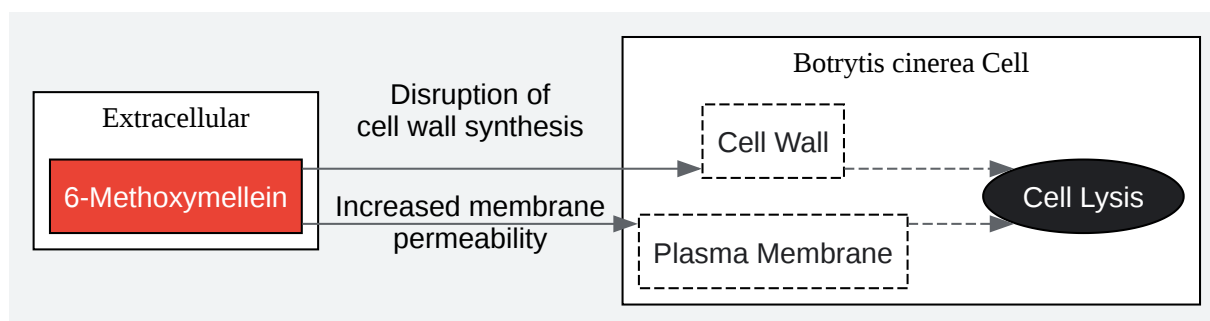 Extracellular
6-Methoxymellein
Disruption of
cell wall synthesis
Increased membrane
permeability
Botrytis cinerea Cell
Cell Wall
Plasma Membrane
Cell Lysis